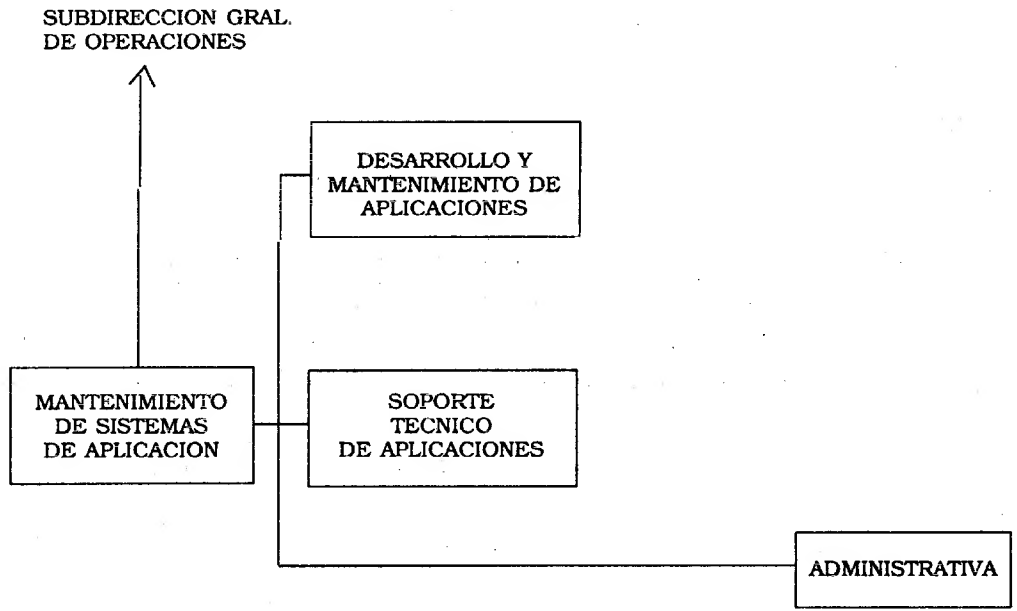 SUBDIRECCION GRAL.
DE OPERACIONES
DESARROLLO Y
MANTENIMIENTO DE
APLICACIONES
MANTENIMIENTO
DE SISTEMAS
DE APLICACION
SOPORTE
TECNICO
DE APLICACIONES
ADMINISTRATIVA